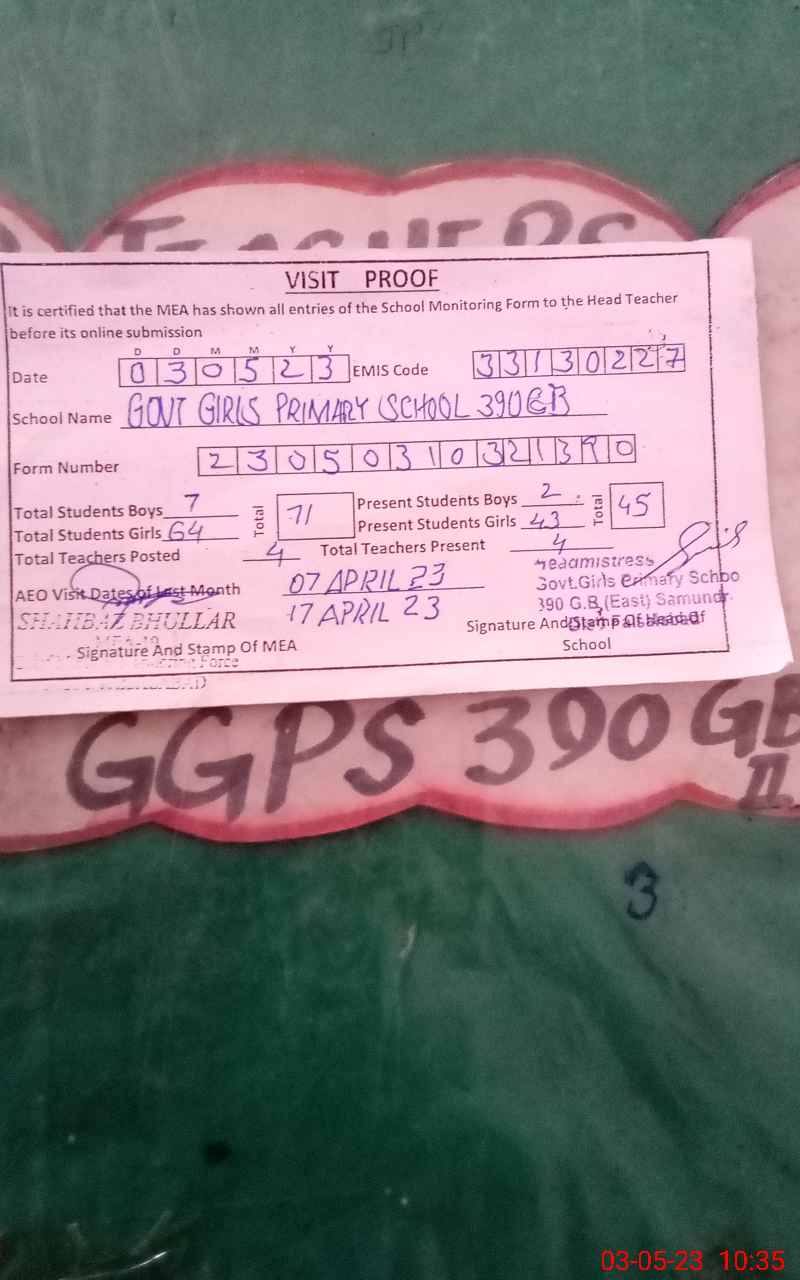 TEACHERS
VISIT PROOF
It is certified that the MEA has shown all entries of the School Monitoring Form to the Head Teacher
before its online submission
D D M M Y Y
Date 030523 EMIS Code 33130227
School Name GOVT GIRLS PRIMARY SCHOOL 390GB
Form Number 23050310321390
Total Students Boys 7 Total 71 Present Students Boys 2 Total 45
Total Students Girls 64 Present Students Girls 43
Total Teachers Posted 4 Total Teachers Present 4
AEO Visit Dates of Last Month 07 APRIL 23
17 APRIL 23
Headmistress
Govt.Girls Primary Schoo
390 G.B.(East) Samundr
SHAHBAZ BHULLAR
Signature And Stamp Of MEA
Signature And Stamp Of Head Of
School
GGPS 390 GB
II
3
03-05-23 10:35